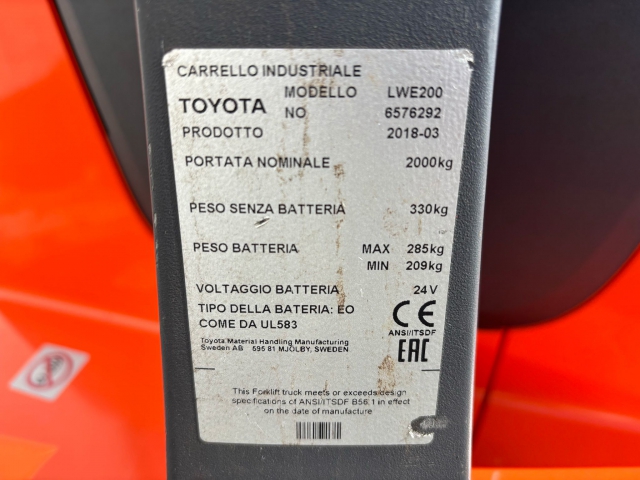 CARRELLO INDUSTRIALE
MODELLO LWE200
TOYOTA
NO 6576292
PRODOTTO 2018-03
PORTATA NOMINALE 2000kg
PESO SENZA BATTERIA 330kg
PESO BATTERIA MAX 285kg
MIN 209kg
VOLTAGGIO BATTERIA 24 V
TIPO DELLA BATERIA: EO
COME DA UL583
CE
ANSI/ITSDF
EAC
Toyota Material Handling Manufacturing
Sweden AB 595 81 MJÖLBY, SWEDEN
This Forklift truck meets or exceeds design
specifications of ANSI/ITSDF B56.1 in effect
on the date of manufacture